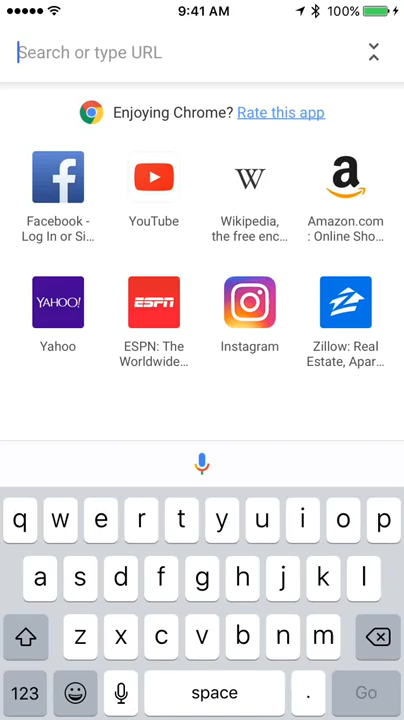 9:41 AM 100%
Search or type URL
Enjoying Chrome? Rate this app
Facebook -
Log In or Si...
YouTube
W
Wikipedia,
the free enc...
a
Amazon.com
: Online Sho...
YAHOO!
Yahoo
ESPN
ESPN: The
Worldwide...
Instagram
Zillow: Real
Estate, Apar...
q w e r t y u i o p
a s d f g h j k l
z x c v b n m
123 space . Go